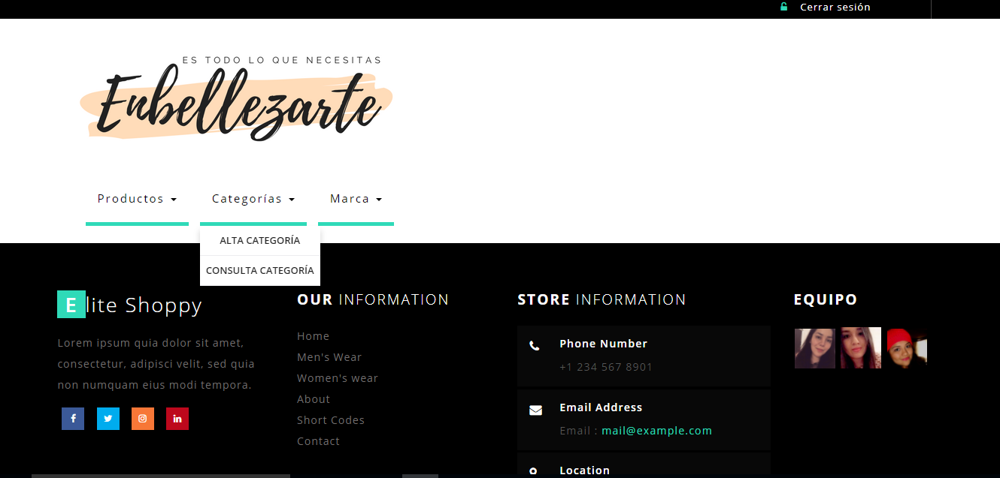 Cerrar sesión
ES TODO LO QUE NECESITAS
Enbellezarte
Productos
Categorías
Marca
ALTA CATEGORÍA
CONSULTA CATEGORÍA
Elite Shoppy
Lorem ipsum quia dolor sit amet,
consectetur, adipisci velit, sed quia
non numquam eius modi tempora.
OUR INFORMATION
Home
Men's Wear
Women's wear
About
Short Codes
Contact
STORE INFORMATION
Phone Number
+1 234 567 8901
Email Address
Email : mail@example.com
Location
EQUIPO